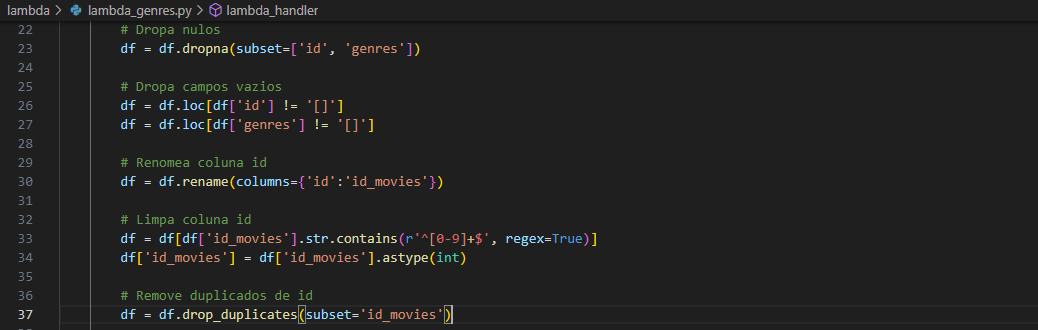 lambda > lambda_genres.py > lambda_handler
22 # Dropa nulos
23 df = df.dropna(subset=['id', 'genres'])
24
25 # Dropa campos vazios
26 df = df.loc[df['id'] != '[]']
27 df = df.loc[df['genres'] != '[]']
28
29 # Renomea coluna id
30 df = df.rename(columns={'id':'id_movies'})
31
32 # Limpa coluna id
33 df = df[df['id_movies'].str.contains(r'^[0-9]+$', regex=True)]
34 df['id_movies'] = df['id_movies'].astype(int)
35
36 # Remove duplicados de id
37 df = df.drop_duplicates(subset='id_movies')